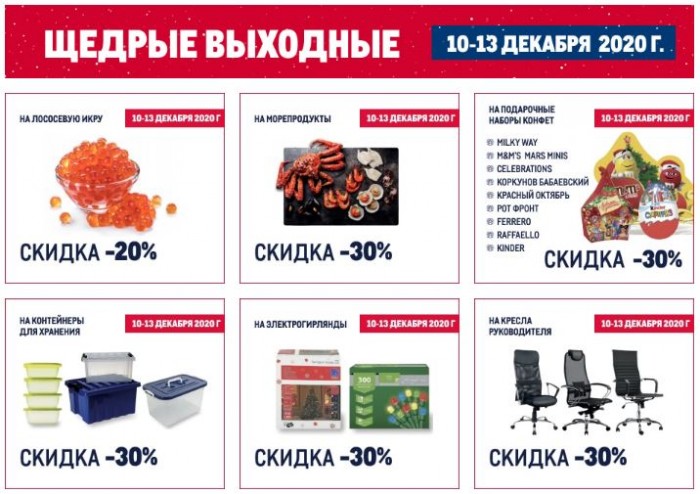 ЩЕДРЫЕ ВЫХОДНЫЕ
10-13 ДЕКАБРЯ 2020 Г.
НА ЛОСОСЕВУЮ ИКРУ
10-13 ДЕКАБРЯ 2020 Г
СКИДКА -20%
НА МОРЕПРОДУКТЫ
10-13 ДЕКАБРЯ 2020 Г
СКИДКА -30%
НА ПОДАРОЧНЫЕ
НАБОРЫ КОНФЕТ
10-13 ДЕКАБРЯ 2020 Г
MILKY WAY
M&M'S MARS MINIS
CELEBRATIONS
КОРКУНОВ БАБАЕВСКИЙ
КРАСНЫЙ ОКТЯБРЬ
РОТ ФРОНТ
FERRERO
RAFFAELLO
KINDER
СКИДКА -30%
НА КОНТЕЙНЕРЫ
ДЛЯ ХРАНЕНИЯ
10-13 ДЕКАБРЯ 2020 Г
СКИДКА -30%
НА ЭЛЕКТРОГИРЛЯНДЫ
10-13 ДЕКАБРЯ 2020 Г
300
СКИДКА -30%
НА КРЕСЛА
РУКОВОДИТЕЛЯ
10-13 ДЕКАБРЯ 2020 Г
СКИДКА -30%